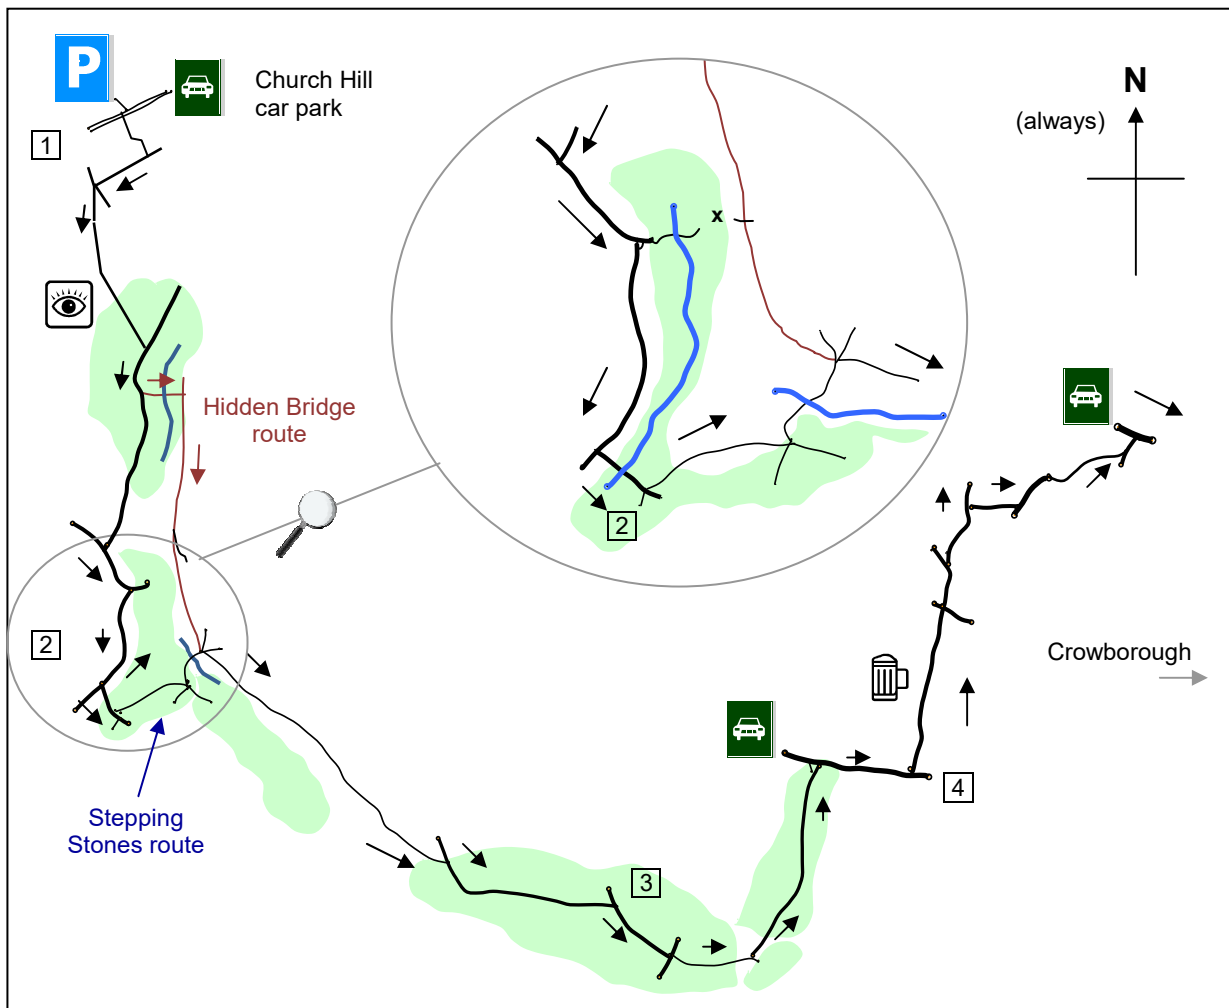 P
Church Hill
car park
N
(always)
1
x
Hidden Bridge
route
2
2
Crowborough
4
Stepping
Stones route
3